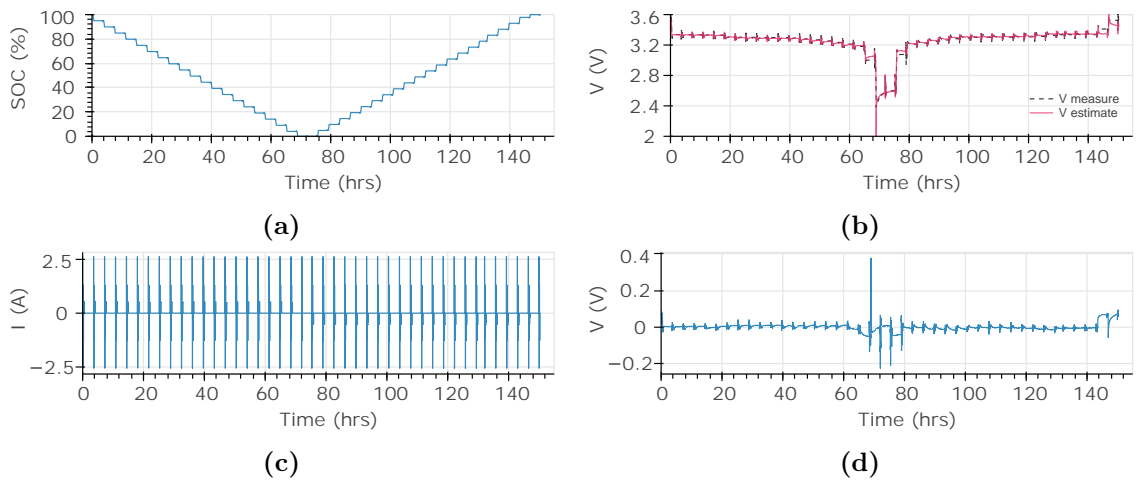 100
80
60
40
20
0
SOC (%)
0 20 40 60 80 100 120 140
Time (hrs)
(a)
3.6
3.2
2.8
2.4
2
V (V)
V measure
V estimate
0 20 40 60 80 100 120 140
Time (hrs)
(b)
2.5
0
−2.5
I (A)
0 20 40 60 80 100 120 140
Time (hrs)
(c)
0.4
0.2
0
−0.2
V (V)
0 20 40 60 80 100 120 140
Time (hrs)
(d)